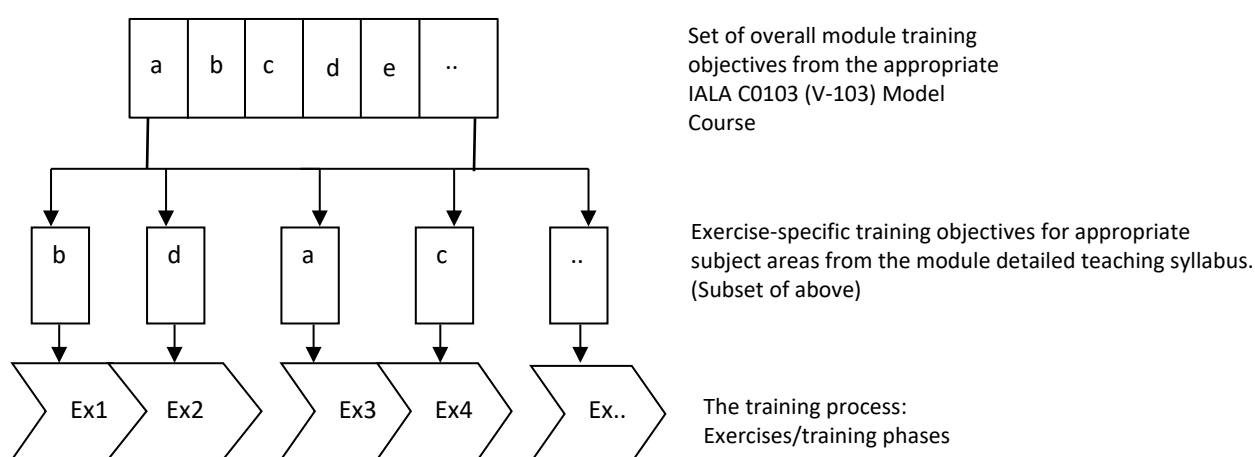 a b c d e ..
Set of overall module training
objectives from the appropriate
IALA C0103 (V-103) Model
Course
b d a c ..
Exercise-specific training objectives for appropriate
subject areas from the module detailed teaching syllabus.
(Subset of above)
Ex1 Ex2 Ex3 Ex4 Ex..
The training process:
Exercises/training phases